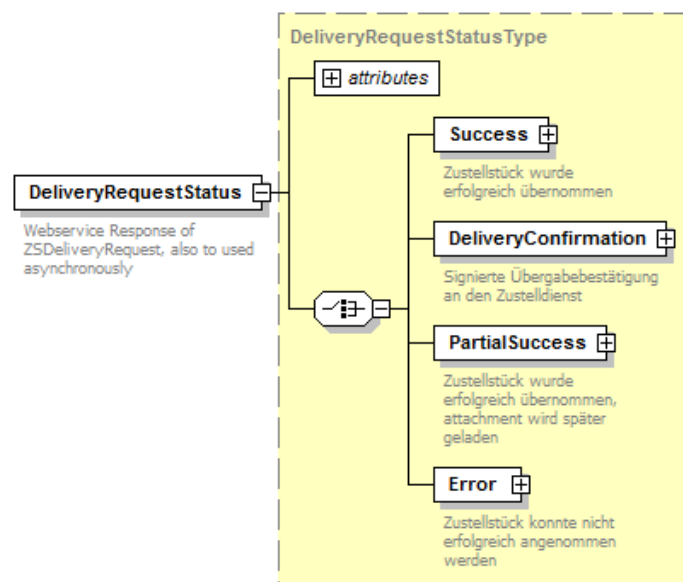 DeliveryRequestStatusType
attributes
Success
Zustellstück wurde
erfolgreich übernommen
DeliveryRequestStatus
Webservice Response of
ZSDeliveryRequest, also to used
asynchronously
DeliveryConfirmation
Signierte Übergabebestätigung
an den Zustelldienst
PartialSuccess
Zustellstück wurde
erfolgreich übernommen,
attachment wird später
geladen
Error
Zustellstück konnte nicht
erfolgreich angenommen
werden